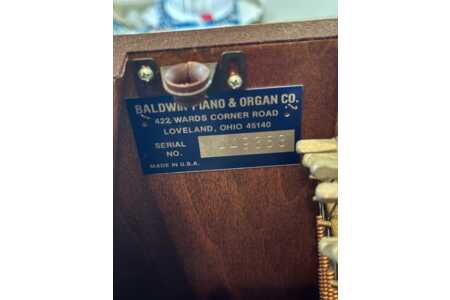 BALDWIN PIANO & ORGAN CO.
422 WARDS CORNER ROAD
LOVELAND, OHIO 45140
SERIAL
NO.
MADE IN U.S.A.